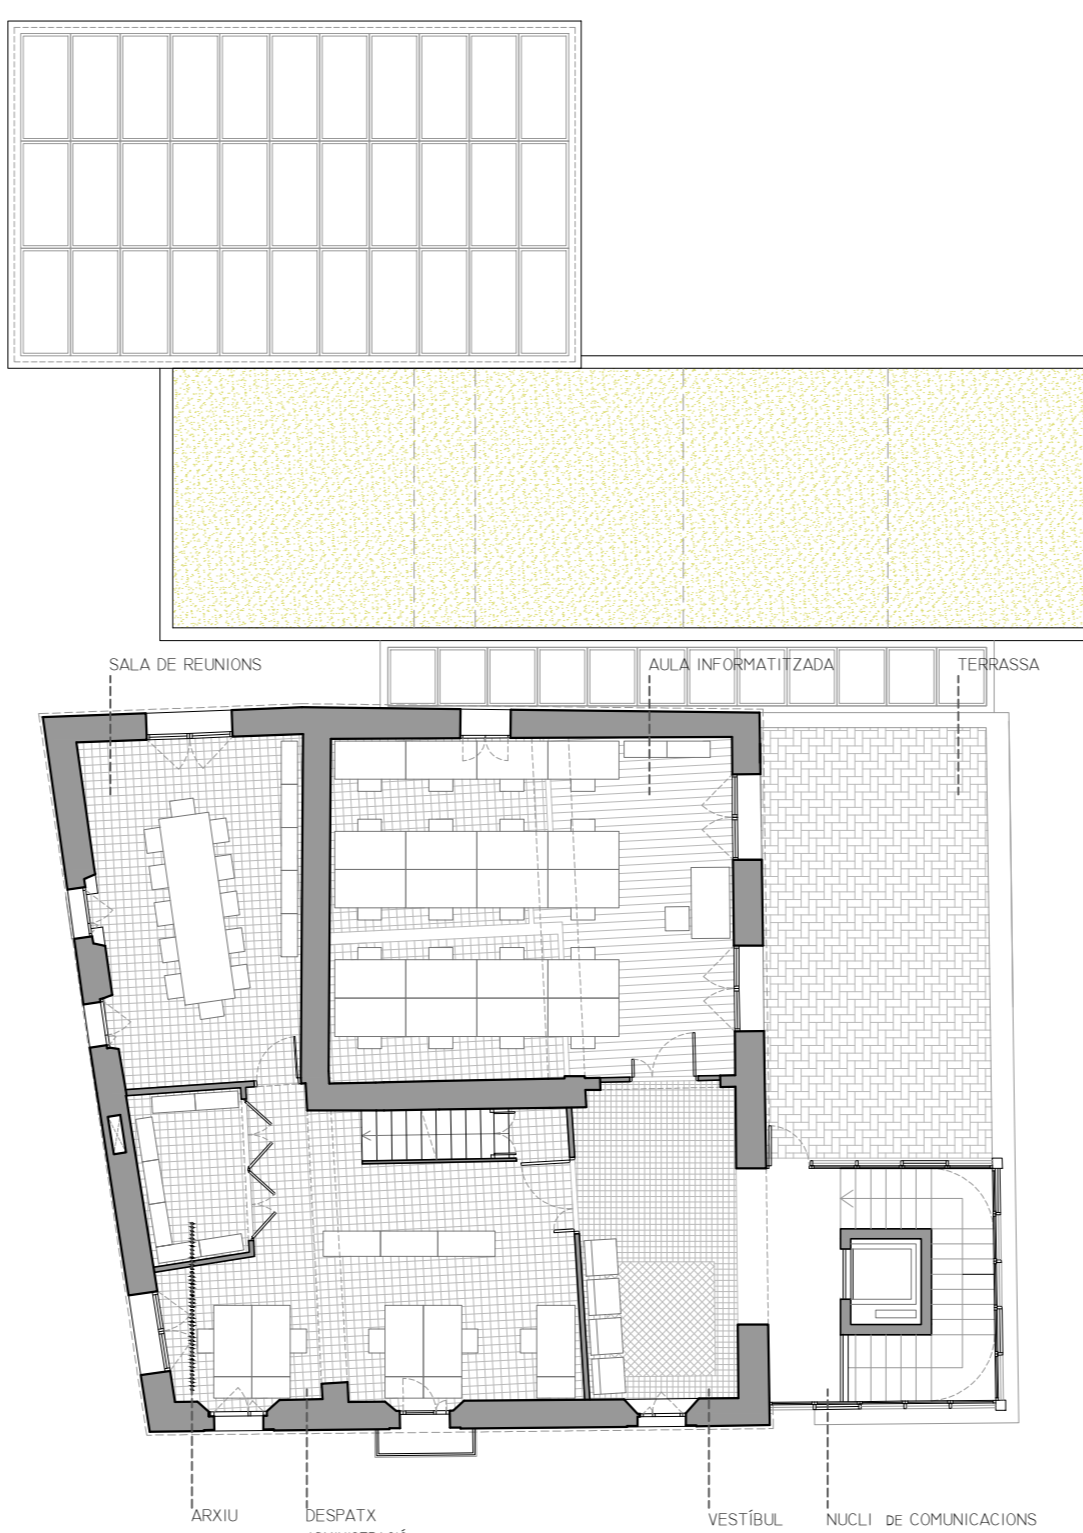 SALA DE REUNIONS
AULA INFORMATITZADA
TERRASSA
ARXIU
DESPATX
VESTÍBUL
NUCLI DE COMUNICACIONS